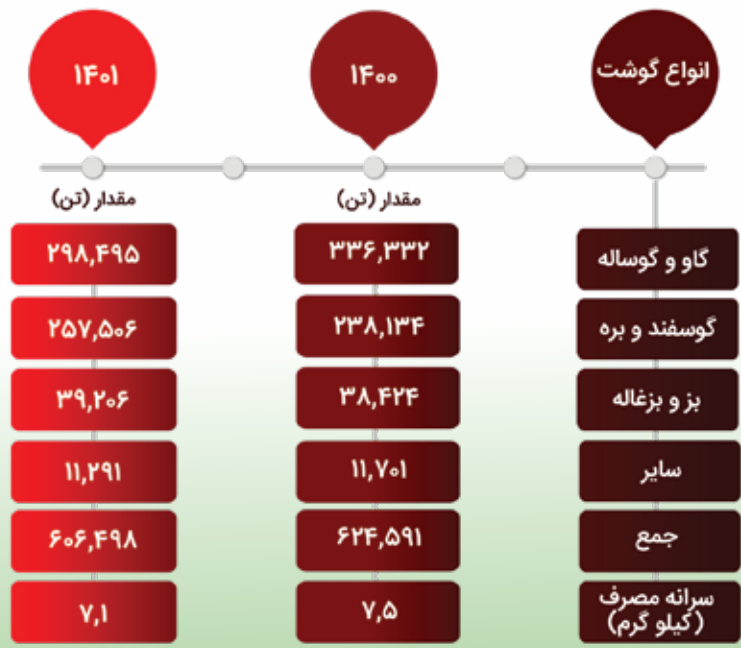 انواع گوشت
۱۴۰۰
۱۴۰۱
مقدار (تن)
مقدار (تن)
گاو و گوساله
۳۳۶,۳۳۲
۲۹۸,۴۹۵
گوسفند و بره
۲۳۸,۱۳۴
۲۵۷,۵۰۶
بز و بزغاله
۳۸,۴۲۴
۳۹,۲۰۶
سایر
۱۱,۷۰۱
۱۱,۲۹۱
جمع
۶۲۴,۵۹۱
۶۰۶,۴۹۸
سرانه مصرف
(کیلو گرم)
۷,۵
۷,۱